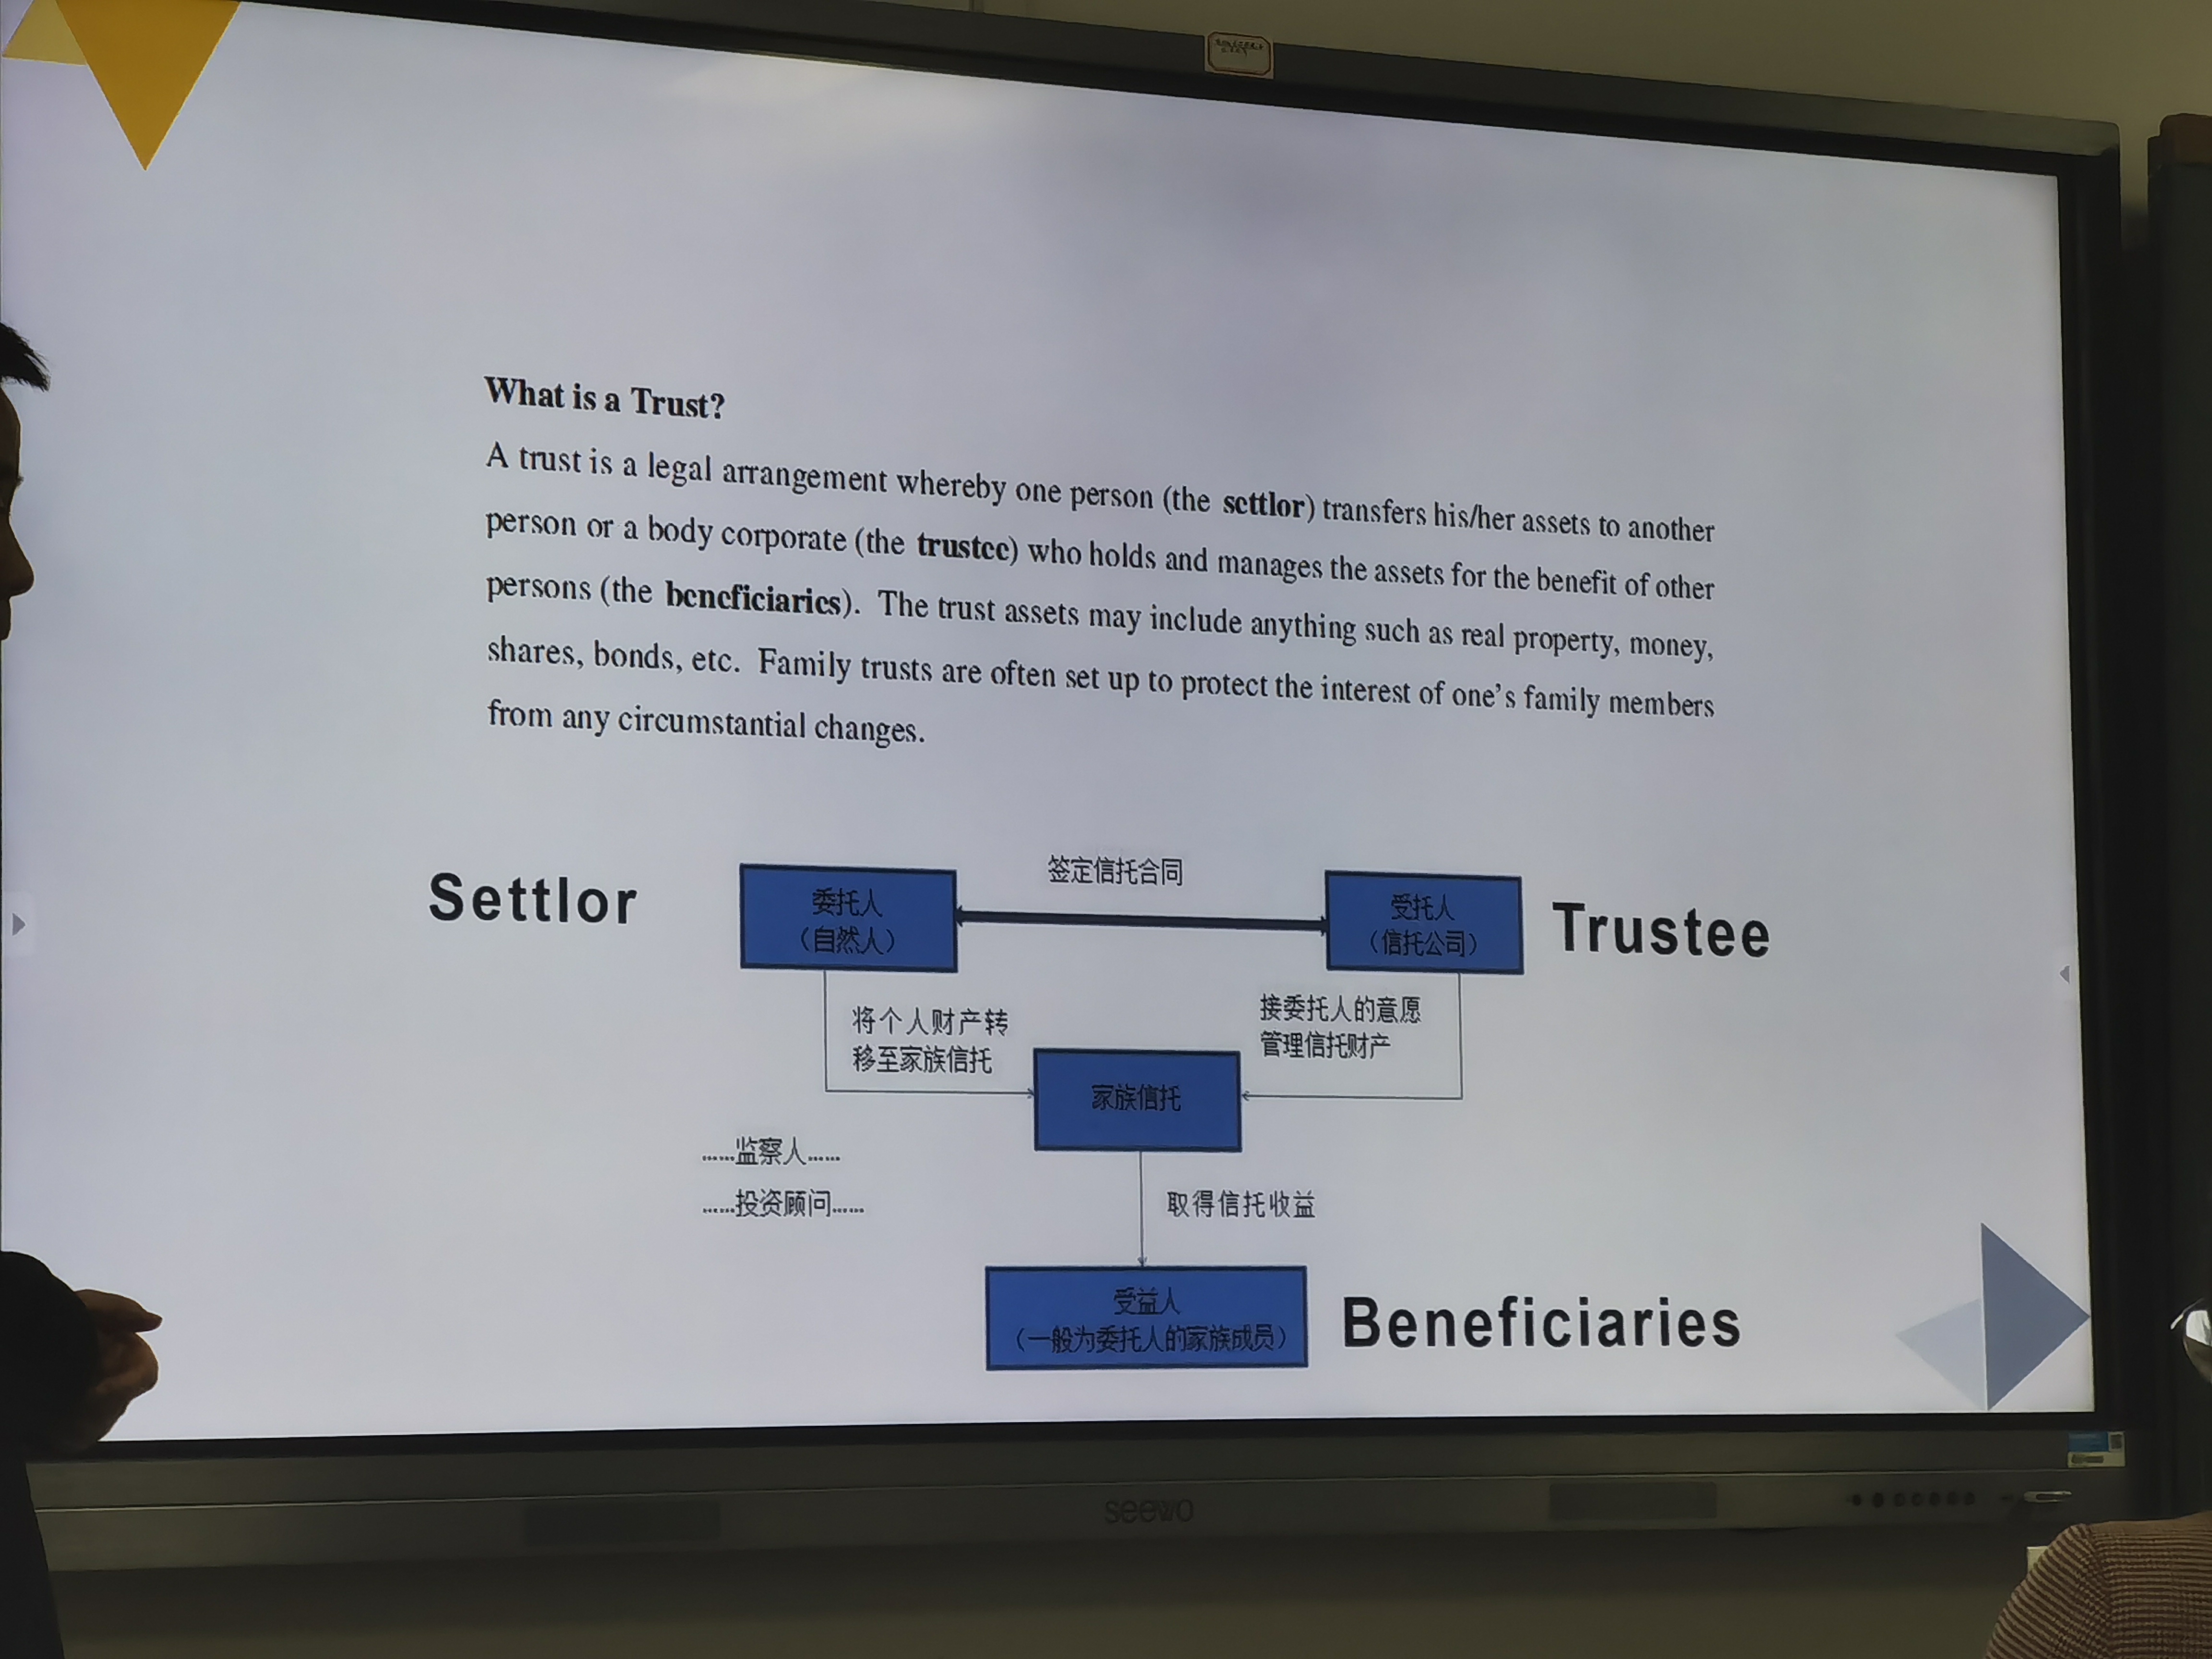 What is a Trust?
A trust is a legal arrangement whereby one person (the settlor) transfers his/her assets to another
person or a body corporate (the trustee) who holds and manages the assets for the benefit of other
persons (the beneficiaries). The trust assets may include anything such as real property, money,
shares, bonds, etc. Family trusts are often set up to protect the interest of one's family members
from any circumstantial changes.
签定信托合同
Settlor
委托人
（自然人）
受托人
（信托公司）
Trustee
将个人财产转
移至家族信托
接委托人的意愿
管理信托财产
家族信托
……监察人……
……投资顾问……
取得信托收益
受益人
（一般为委托人的家族成员）
Beneficiaries
seewo